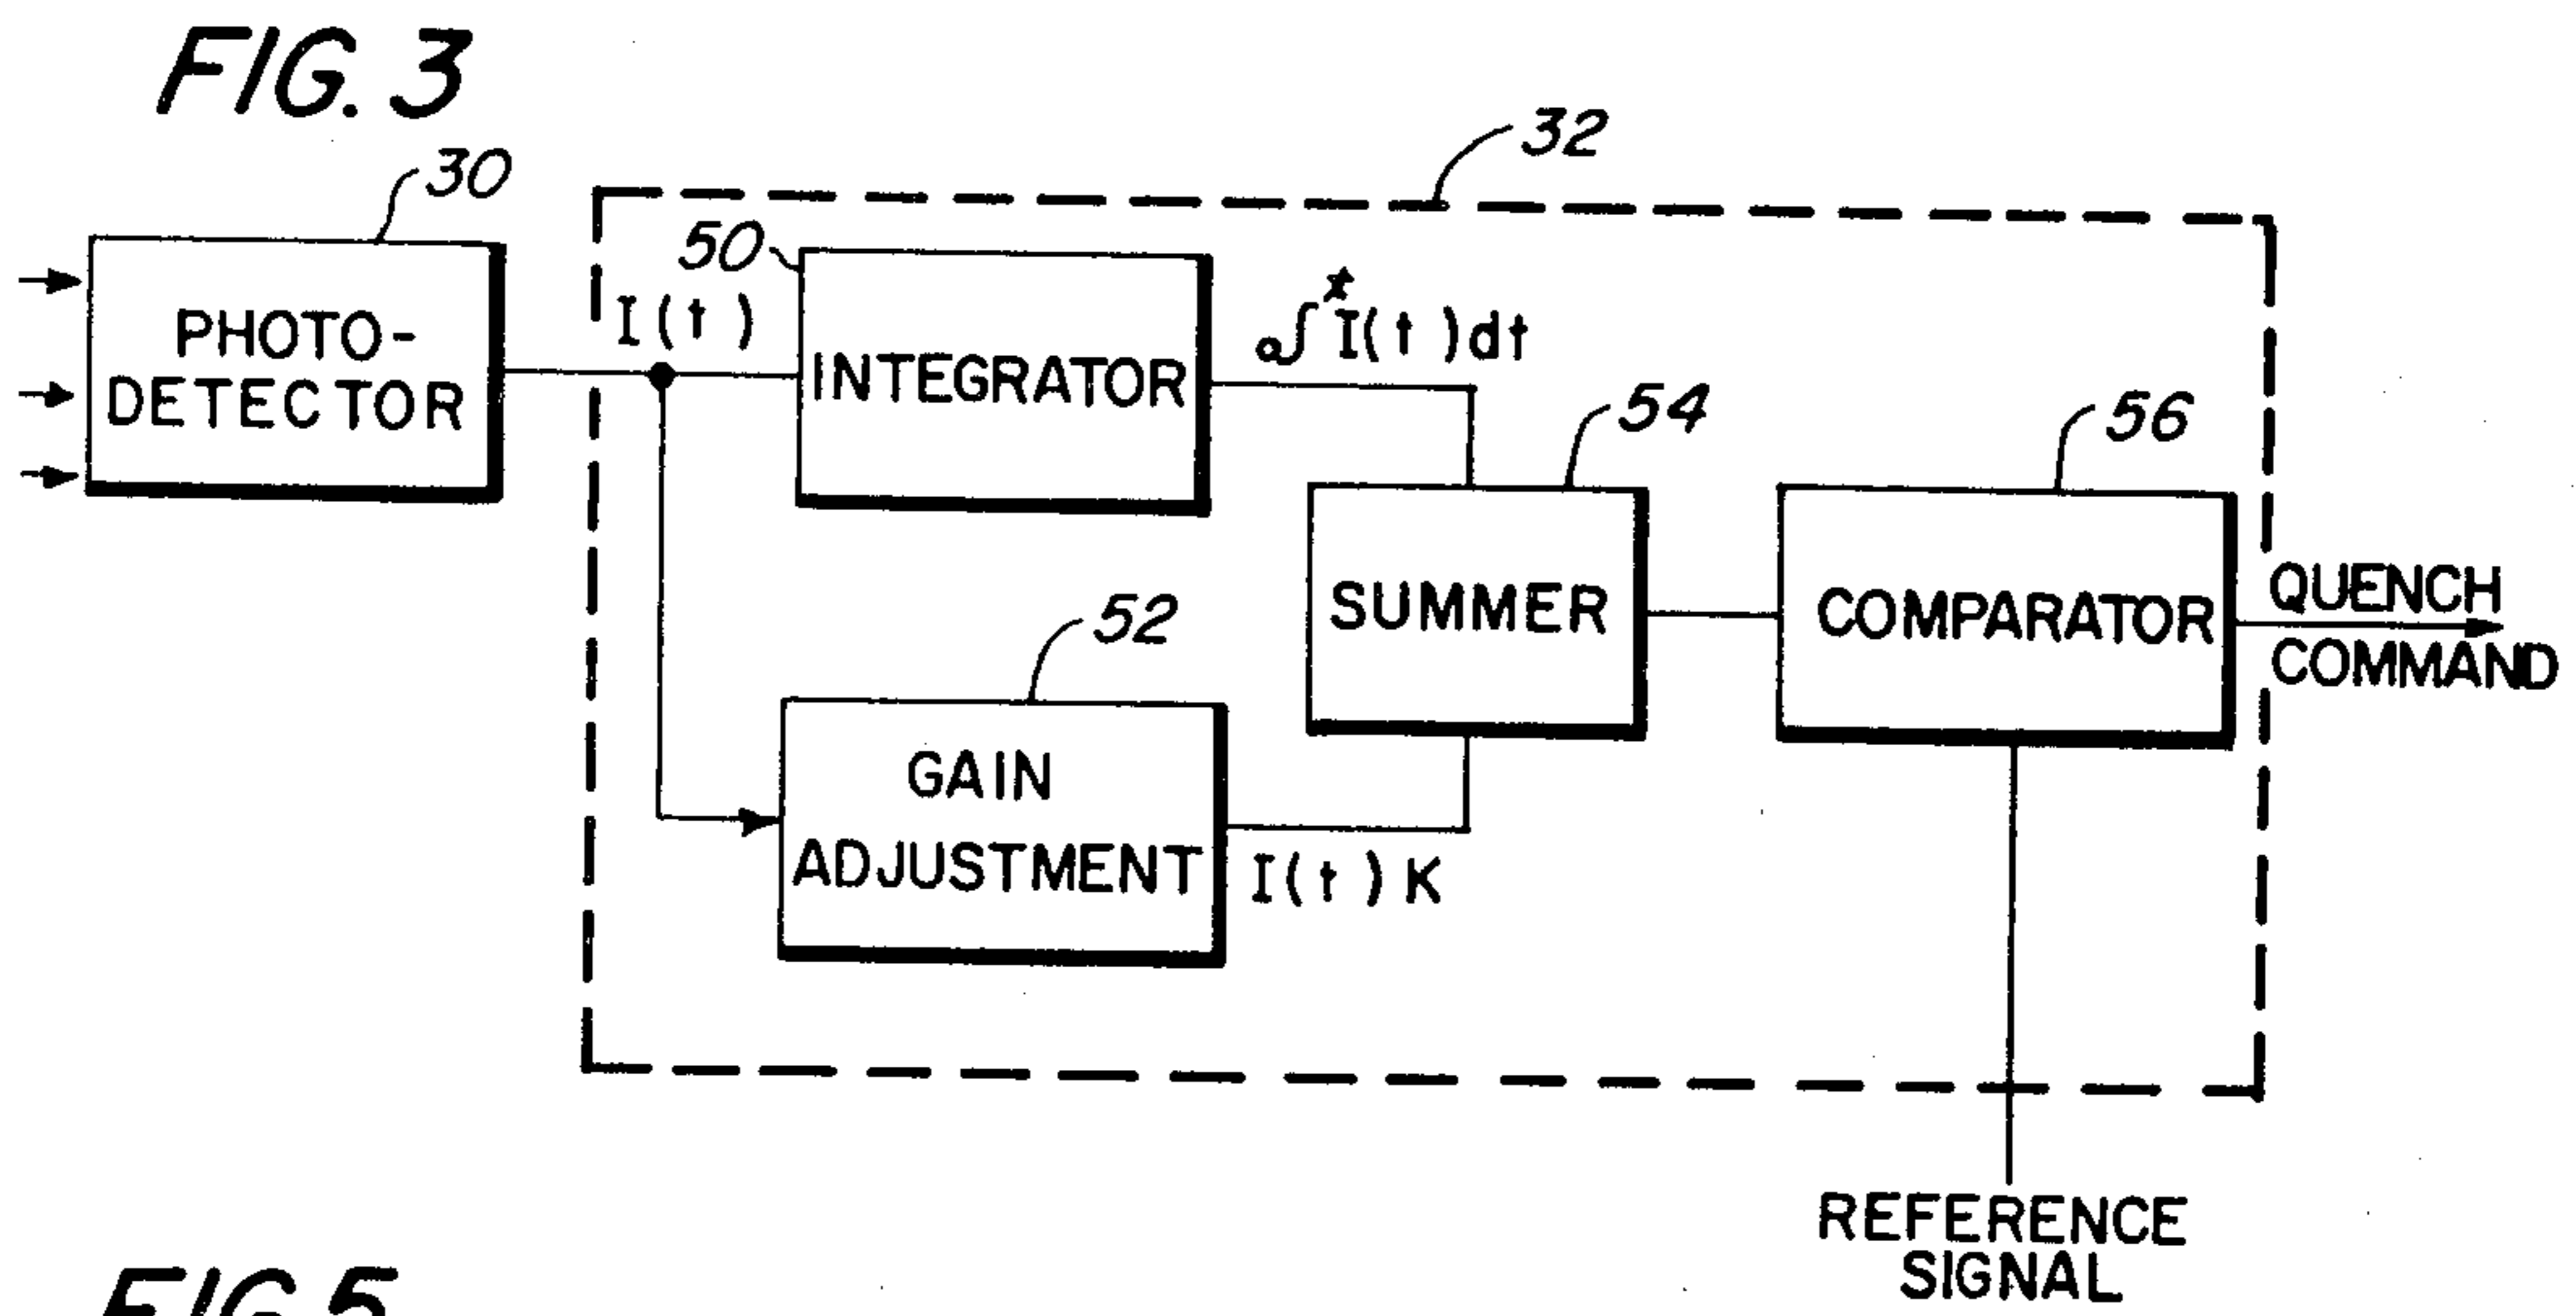 FIG. 3
30
32
50
PHOTO-
DETECTOR
I(t)
INTEGRATOR
o∫ᵗ I(t)dt
54
56
SUMMER
COMPARATOR
QUENCH
COMMAND
52
GAIN
ADJUSTMENT
I(t)K
REFERENCE
SIGNAL
FIG. 5